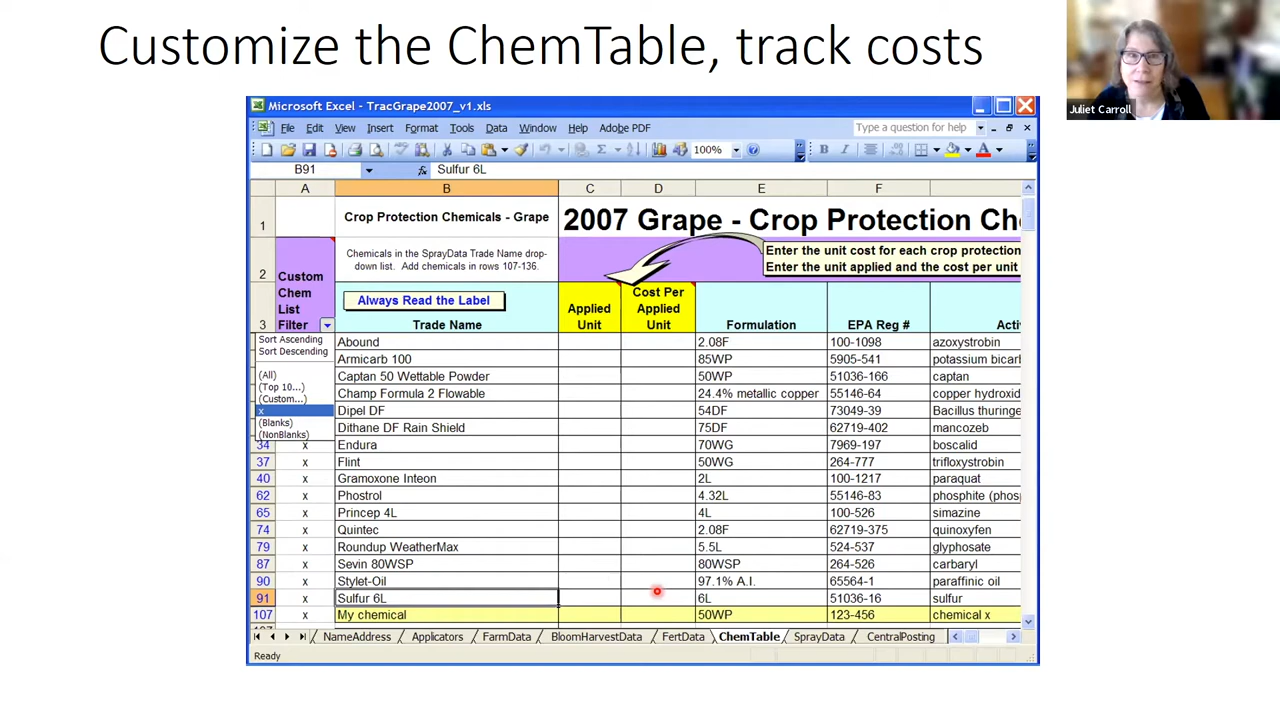 Customize the ChemTable, track costs
Juliet Carroll
Microsoft Excel - TracGrape2007_v1.xls
File Edit View Insert Format Tools Data Window Help Adobe PDF
Type a question for help
100%
B91 fx Sulfur 6L
A B C D E F
1 Crop Protection Chemicals - Grape 2007 Grape - Crop Protection Che
2 Chemicals in the SprayData Trade Name drop-
down list. Add chemicals in rows 107-136.
Enter the unit cost for each crop protection
Enter the unit applied and the cost per unit
Custom
Chem
List
Filter
3 Always Read the Label
Trade Name
Applied
Unit
Cost Per
Applied
Unit
Formulation
EPA Reg #
Acti
Sort Ascending
Sort Descending
(All)
(Top 10...)
(Custom...)
x
(Blanks)
(NonBlanks)
Abound 2.08F 100-1098 azoxystrobin
Armicarb 100 85WP 5905-541 potassium bicar
Captan 50 Wettable Powder 50WP 51036-166 captan
Champ Formula 2 Flowable 24.4% metallic copper 55146-64 copper hydroxid
Dipel DF 54DF 73049-39 Bacillus thuringe
Dithane DF Rain Shield 75DF 62719-402 mancozeb
34 x Endura 70WG 7969-197 boscalid
37 x Flint 50WG 264-777 trifloxystrobin
40 x Gramoxone Inteon 2L 100-1217 paraquat
62 x Phostrol 4.32L 55146-83 phosphite (phos
65 x Princep 4L 4L 100-526 simazine
74 x Quintec 2.08F 62719-375 quinoxyfen
79 x Roundup WeatherMax 5.5L 524-537 glyphosate
87 x Sevin 80WSP 80WSP 264-526 carbaryl
90 x Stylet-Oil 97.1% A.I. 65564-1 paraffinic oil
91 x Sulfur 6L 6L 51036-16 sulfur
107 x My chemical 50WP 123-456 chemical x
NameAddress Applicators FarmData BloomHarvestData FertData ChemTable SprayData CentralPosting
Ready